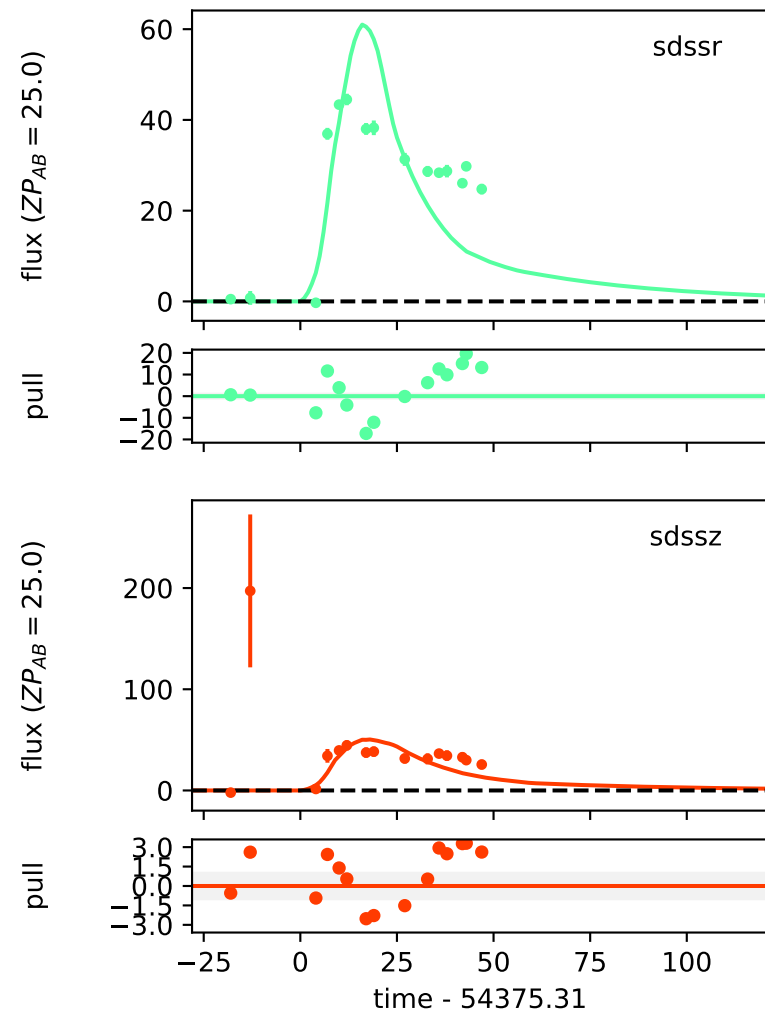 sdssr
flux (ZP_AB = 25.0)
60
40
20
0
pull
20
10
0
−10
−20
sdssz
flux (ZP_AB = 25.0)
200
100
0
pull
3.0
1.5
0.0
−1.5
−3.0
−25 0 25 50 75 100
time - 54375.31